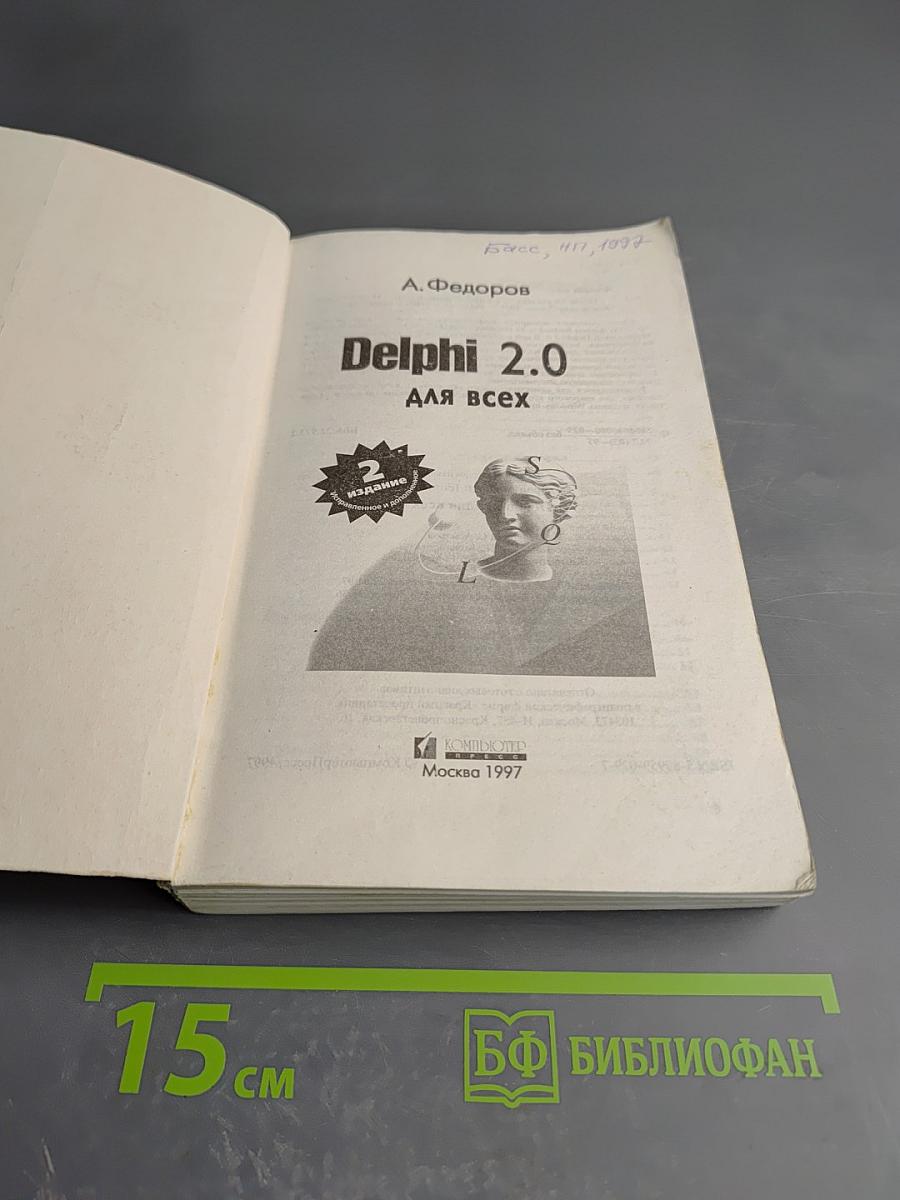 Басс, НП, 1997
А. Федоров
Delphi 2.0
для всех
2
издание
Исправленное и дополненное
S
Q
L
КОМПЬЮТЕР
ПРЕСС
Москва 1997
15 см
БФ БИБЛИОФАН